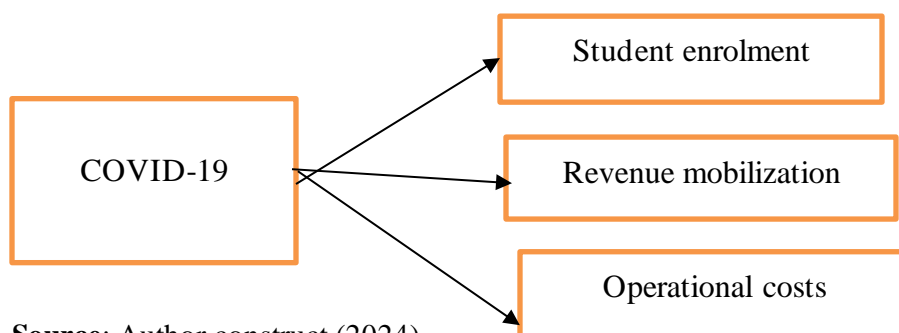 Student enrolment
COVID-19
Revenue mobilization
Operational costs
Source: Author construct (2024)